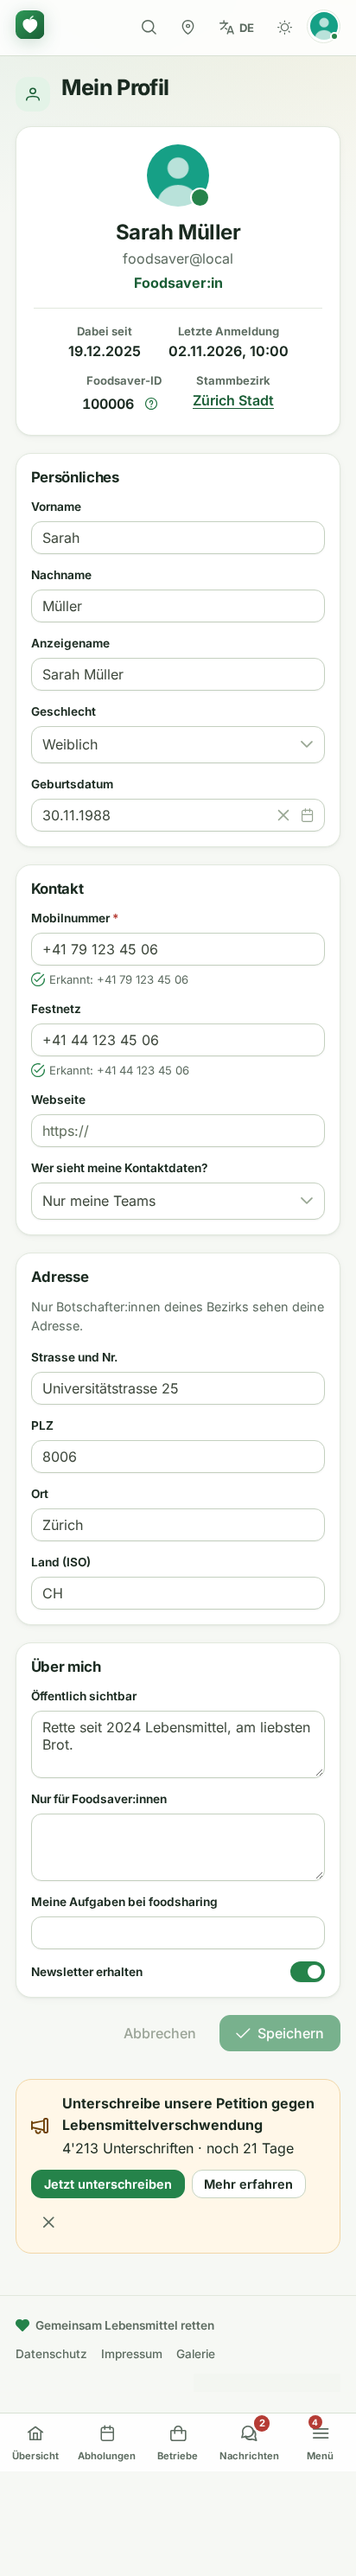 DE
Mein Profil
Sarah Müller
foodsaver@local
Foodsaver:in
Dabei seit
19.12.2025
Letzte Anmeldung
02.11.2026, 10:00
Foodsaver-ID
100006
Stammbezirk
Zürich Stadt
Persönliches
Vorname
Sarah
Nachname
Müller
Anzeigename
Sarah Müller
Geschlecht
Weiblich
Geburtsdatum
30.11.1988
Kontakt
Mobilnummer *
+41 79 123 45 06
Erkannt: +41 79 123 45 06
Festnetz
+41 44 123 45 06
Erkannt: +41 44 123 45 06
Webseite
https://
Wer sieht meine Kontaktdaten?
Nur meine Teams
Adresse
Nur Botschafter:innen deines Bezirks sehen deine
Adresse.
Strasse und Nr.
Universitätstrasse 25
PLZ
8006
Ort
Zürich
Land (ISO)
CH
Über mich
Öffentlich sichtbar
Rette seit 2024 Lebensmittel, am liebsten
Brot.
Nur für Foodsaver:innen
Meine Aufgaben bei foodsharing
Newsletter erhalten
Abbrechen
Speichern
Unterschreibe unsere Petition gegen
Lebensmittelverschwendung
4'213 Unterschriften · noch 21 Tage
Jetzt unterschreiben
Mehr erfahren
Gemeinsam Lebensmittel retten
Datenschutz
Impressum
Galerie
2
4
Übersicht
Abholungen
Betriebe
Nachrichten
Menü